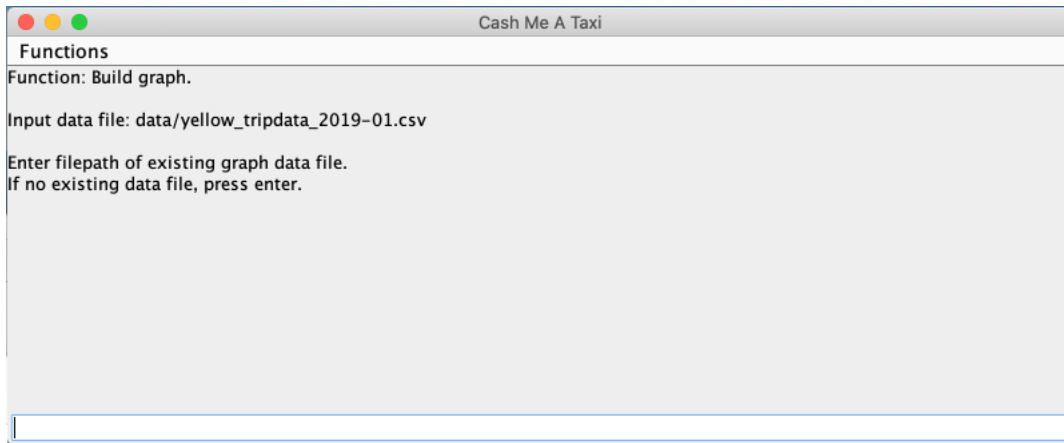 Cash Me A Taxi
Functions
Function: Build graph.
Input data file: data/yellow_tripdata_2019-01.csv
Enter filepath of existing graph data file.
If no existing data file, press enter.